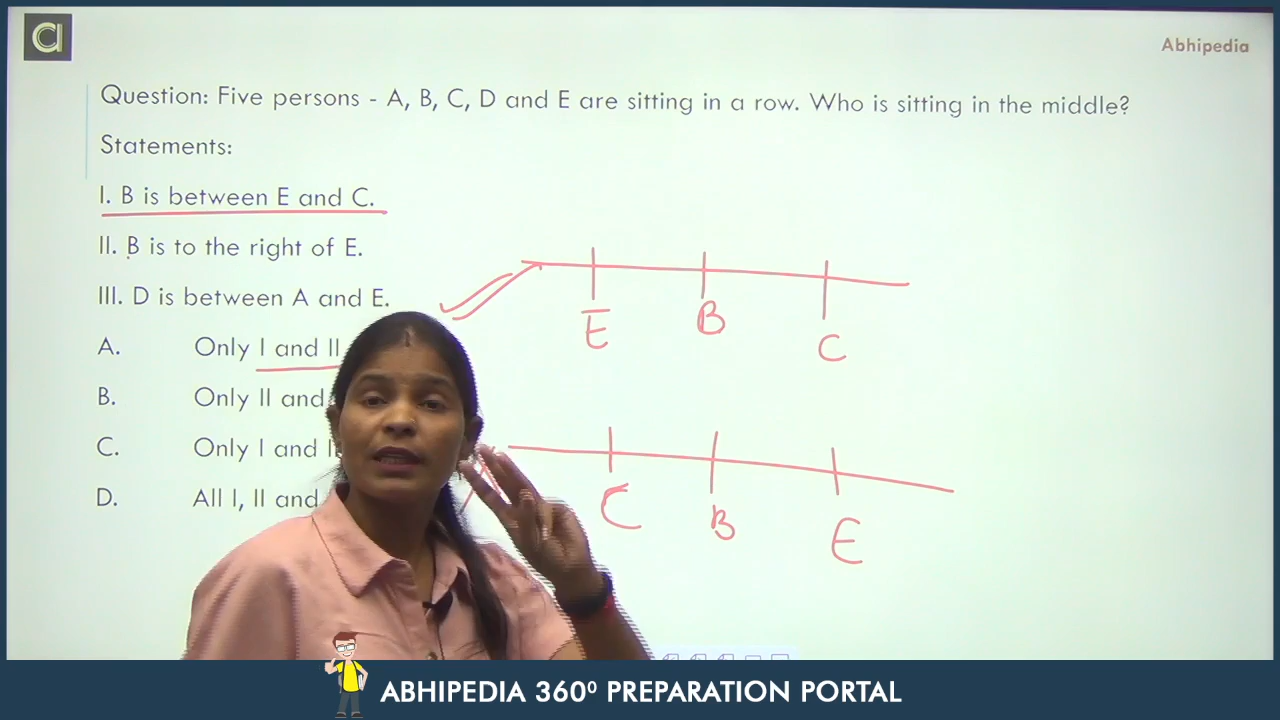 Abhipedia
Question: Five persons - A, B, C, D and E are sitting in a row. Who is sitting in the middle?
Statements:
I. B is between E and C.
II. B is to the right of E.
III. D is between A and E.
A. Only I and II
B. Only II and
C. Only I and
D. All I, II and
E B C
C B E
ABHIPEDIA 360⁰ PREPARATION PORTAL